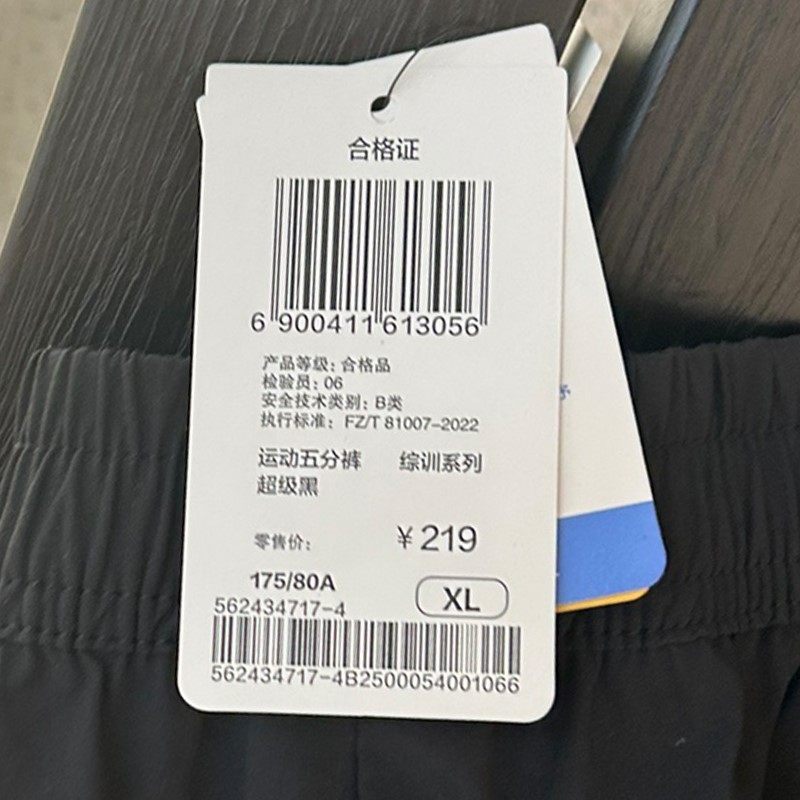 合格证
6 900411 613056
产品等级：合格品
检验员：06
安全技术类别：B类
执行标准：FZ/T 81007-2022
运动五分裤 综训系列
超级黑
零售价： ¥219
175/80A XL
562434717-4
562434717-4B2500054001066